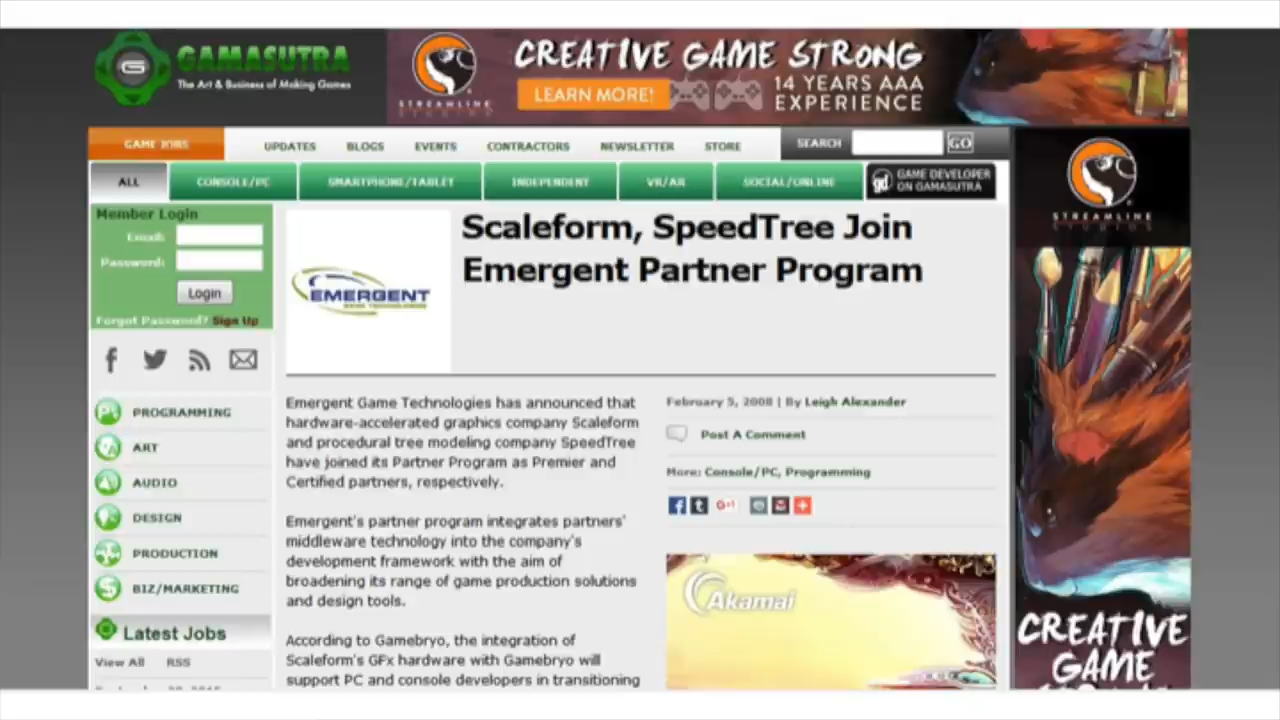 GAMASUTRA
The Art & Business of Making Games
STREAMLINE
STUDIOS
CREATIVE GAME STRONG
LEARN MORE!
14 YEARS AAA
EXPERIENCE
GAME JOBS
UPDATES
BLOGS
EVENTS
CONTRACTORS
NEWSLETTER
STORE
SEARCH
GO
ALL
CONSOLE/PC
SMARTPHONE/TABLET
INDEPENDENT
VR/AR
SOCIAL/ONLINE
gd
GAME DEVELOPER
ON GAMASUTRA
Member Login
Email:
Password:
Login
Forgot Password? Sign Up
PROGRAMMING
ART
AUDIO
DESIGN
PRODUCTION
BIZ/MARKETING
Latest Jobs
View All
RSS
EMERGENT
Scaleform, SpeedTree Join
Emergent Partner Program
Emergent Game Technologies has announced that
hardware-accelerated graphics company Scaleform
and procedural tree modeling company SpeedTree
have joined its Partner Program as Premier and
Certified partners, respectively.
Emergent's partner program integrates partners'
middleware technology into the company's
development framework with the aim of
broadening its range of game production solutions
and design tools.
According to Gamebryo, the integration of
Scaleform's GFx hardware with Gamebryo will
support PC and console developers in transitioning
February 5, 2008 | By Leigh Alexander
Post A Comment
More: Console/PC, Programming
Akamai
STREAMLINE
STUDIOS
CREATIVE
GAME